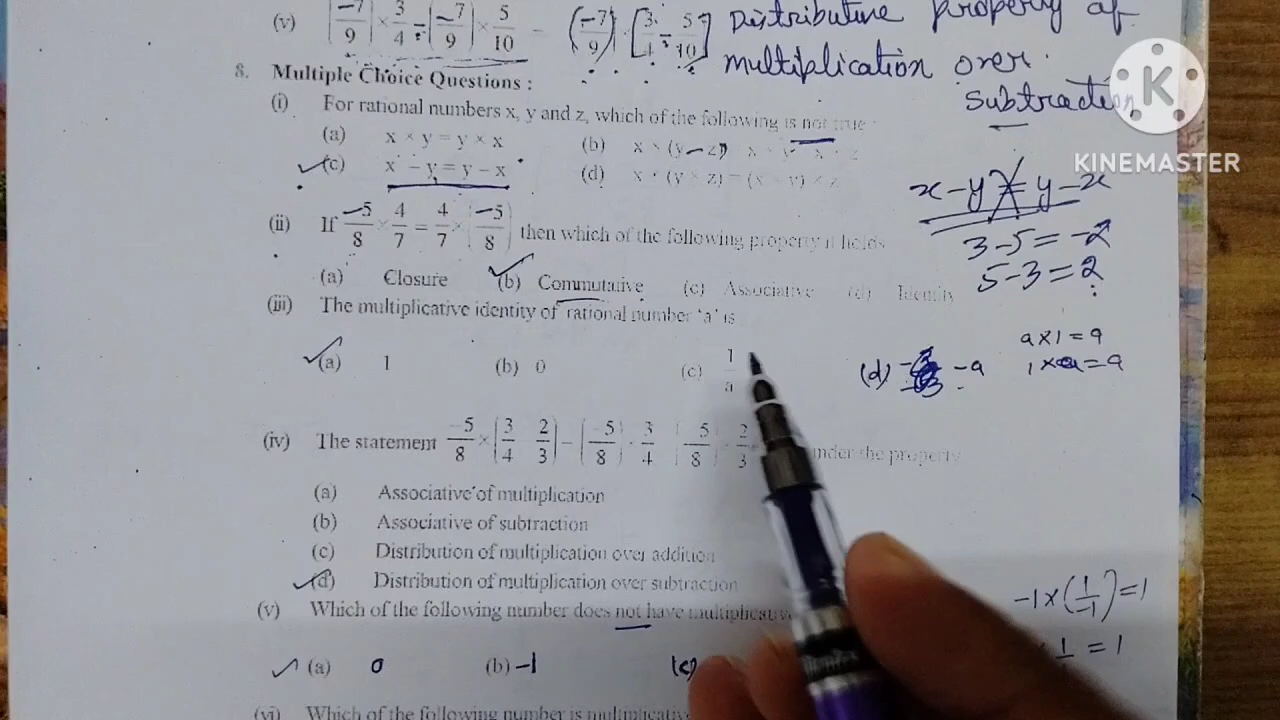 (v) (-7/9) × 3/4 - (-7/9) × 5/10 = (-7/9) · [3/4 - 5/10] Distributive property of
multiplication over
subtraction
8. Multiple Choice Questions :
(i) For rational numbers x, y and z, which of the following is not true
(a) x × y = y × x (b) x × (y - z)
(c) x - y = y - x (d)
x - y ≠ y - x
3-5 = -2
5-3 = 2
(ii) If -5/8 × 4/7 = 4/7 × (-5/8) then which of the following property it holds
(a) Closure (b) Commutative (c) Associative (d) Identity
(iii) The multiplicative identity of rational number 'a' is
a×1 = a
1×a = a
(a) 1 (b) 0 (c) 1/a (d) -a
(iv) The statement -5/8 × (3/4 2/3) = (-5/8) · 3/4 (5/8) 2/3 under the property
(a) Associative of multiplication
(b) Associative of subtraction
(c) Distribution of multiplication over addition
(d) Distribution of multiplication over subtraction
(v) Which of the following number does not have multiplicative
-1 × (1/-1) = 1
(a) 0 (b) -1 (c)
= 1
(vi) Which of the following number is multiplicative
K
KINEMASTER